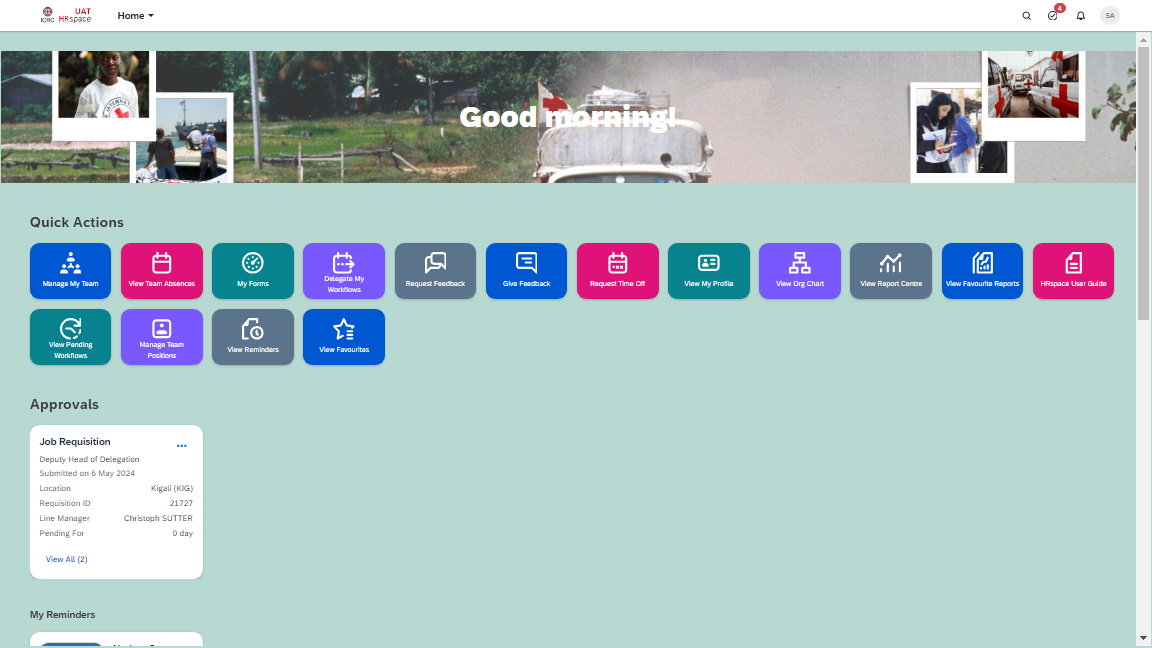 ICRC
UAT
HRspace
Home
4
SA
Good morning!
Quick Actions
Manage My Team
View Team Absences
My Forms
Delegate My
Workflows
Request Feedback
Give Feedback
Request Time Off
View My Profile
View Org Chart
View Report Centre
View Favourite Reports
HRspace User Guide
View Pending
Workflows
Manage Team
Positions
View Reminders
View Favourites
Approvals
Job Requisition
Deputy Head of Delegation
Submitted on 6 May 2024
Location Kigali (KIG)
Requisition ID 21727
Line Manager Christoph SUTTER
Pending For 0 day
View All (2)
My Reminders